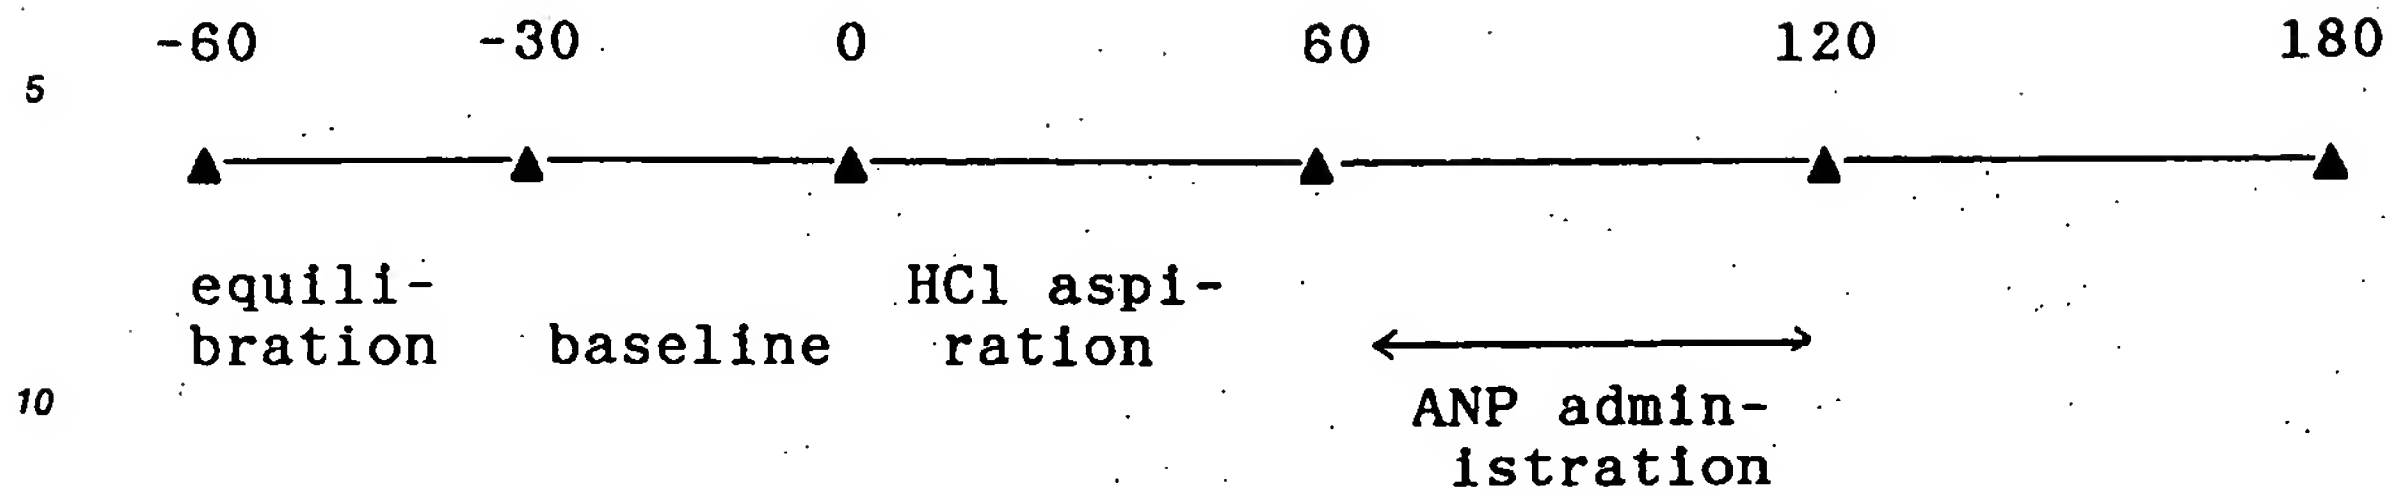 -60 -30 0 60 120 180
5
equili- HCl aspi-
bration baseline ration
10
ANP admin-
istration